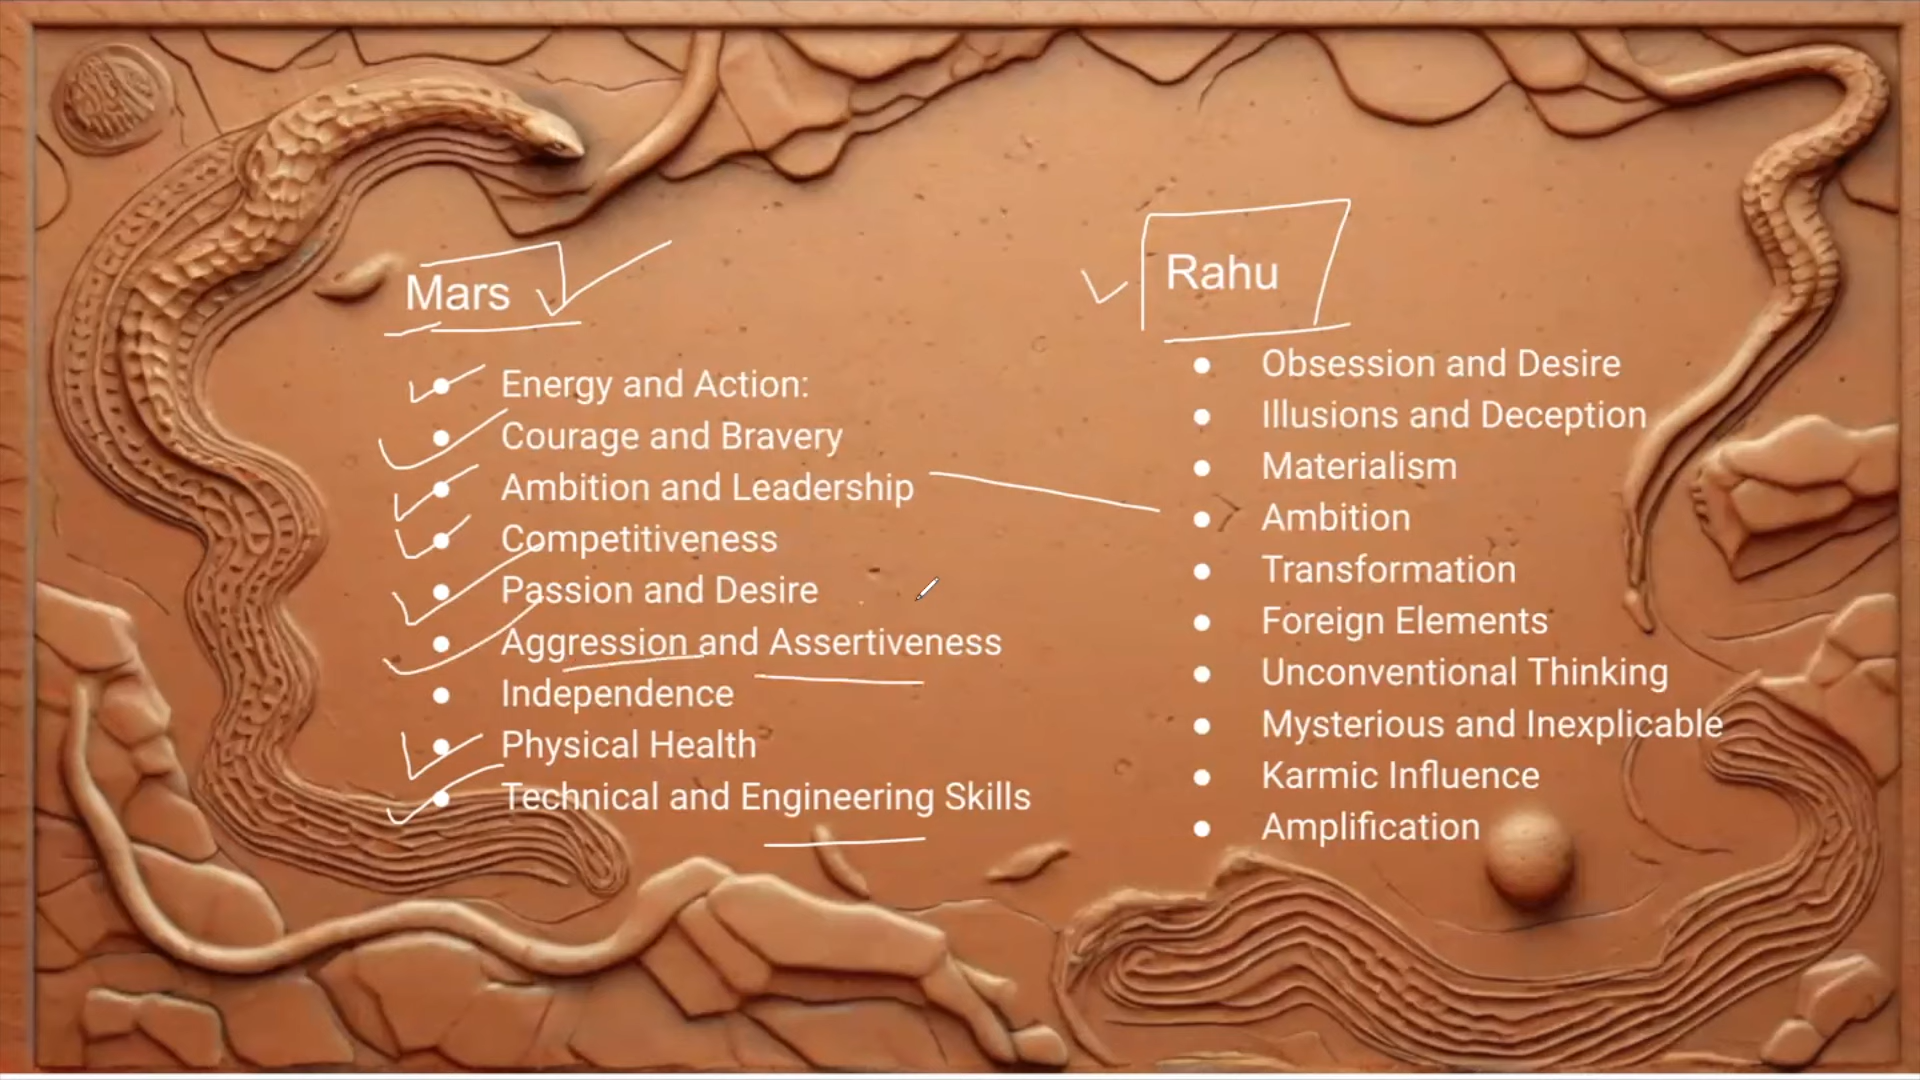 Mars
Energy and Action:
Courage and Bravery
Ambition and Leadership
Competitiveness
Passion and Desire
Aggression and Assertiveness
Independence
Physical Health
Technical and Engineering Skills
Rahu
Obsession and Desire
Illusions and Deception
Materialism
Ambition
Transformation
Foreign Elements
Unconventional Thinking
Mysterious and Inexplicable
Karmic Influence
Amplification